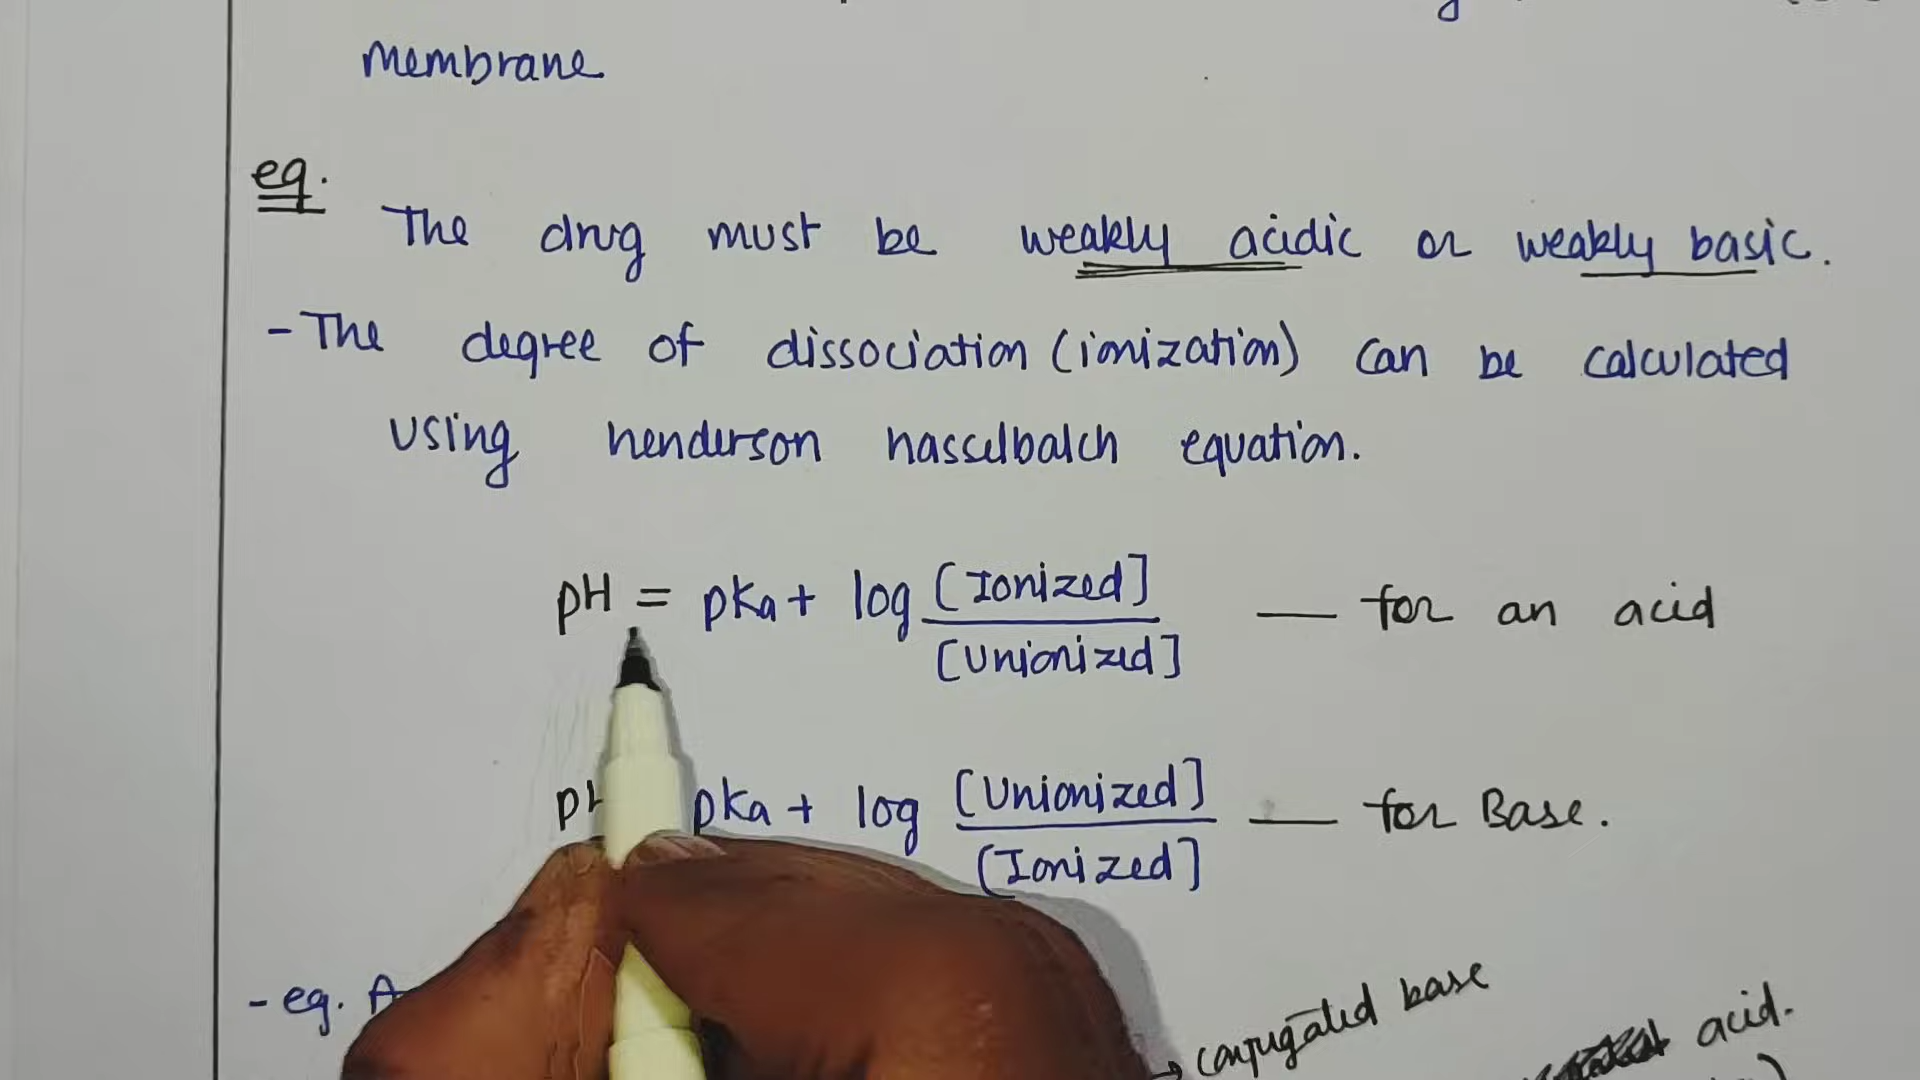 membrane
eg.
The drug must be weakly acidic or weakly basic.
- The degree of dissociation (ionization) can be calculated
using henderson hasselbalch equation.
pH = pKa + log [Ionized] / [Unionized] — for an acid
pH pKa + log [Unionized] / [Ionized] — for Base.
- eg. A
→ conjugated base
acid.